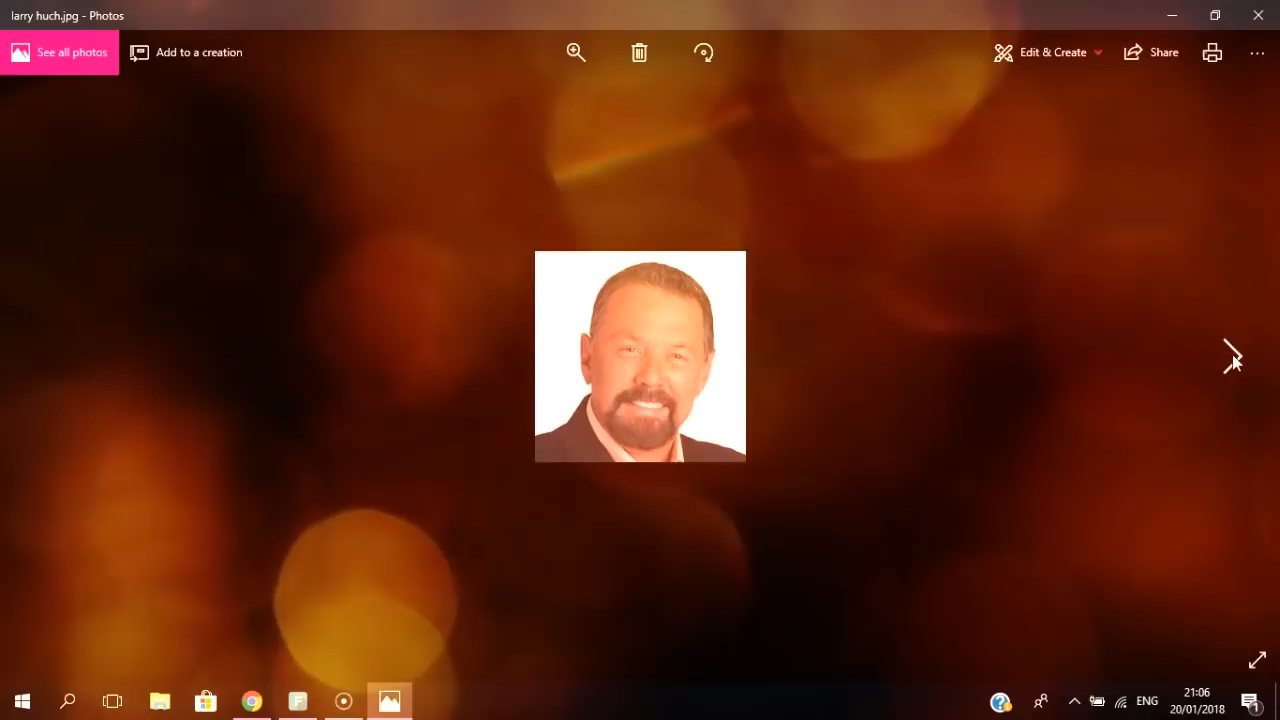 larry huch.jpg - Photos
See all photos
Add to a creation
Edit & Create
Share
ENG
21:06
20/01/2018
1